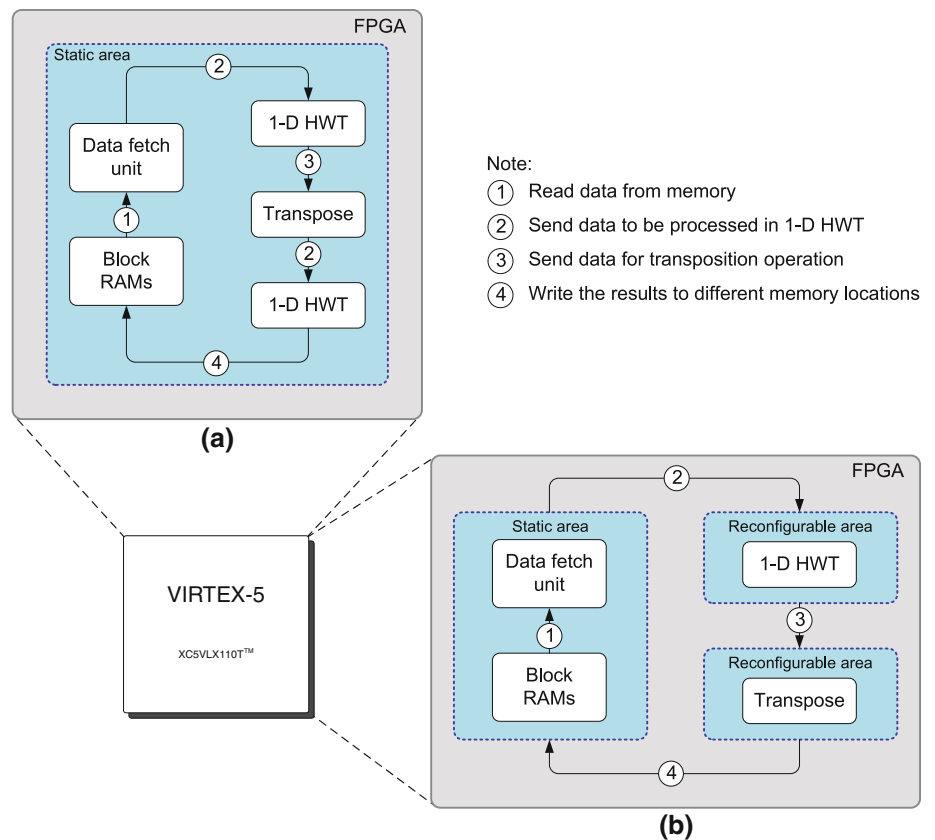 FPGA
Static area
2
1-D HWT
Data fetch
unit
3
1
Transpose
2
Block
RAMs
1-D HWT
4
(a)
Note:
1 Read data from memory
2 Send data to be processed in 1-D HWT
3 Send data for transposition operation
4 Write the results to different memory locations
VIRTEX-5
XC5VLX110T™
FPGA
2
Static area
Data fetch
unit
1
Block
RAMs
Reconfigurable area
1-D HWT
3
Reconfigurable area
Transpose
4
(b)